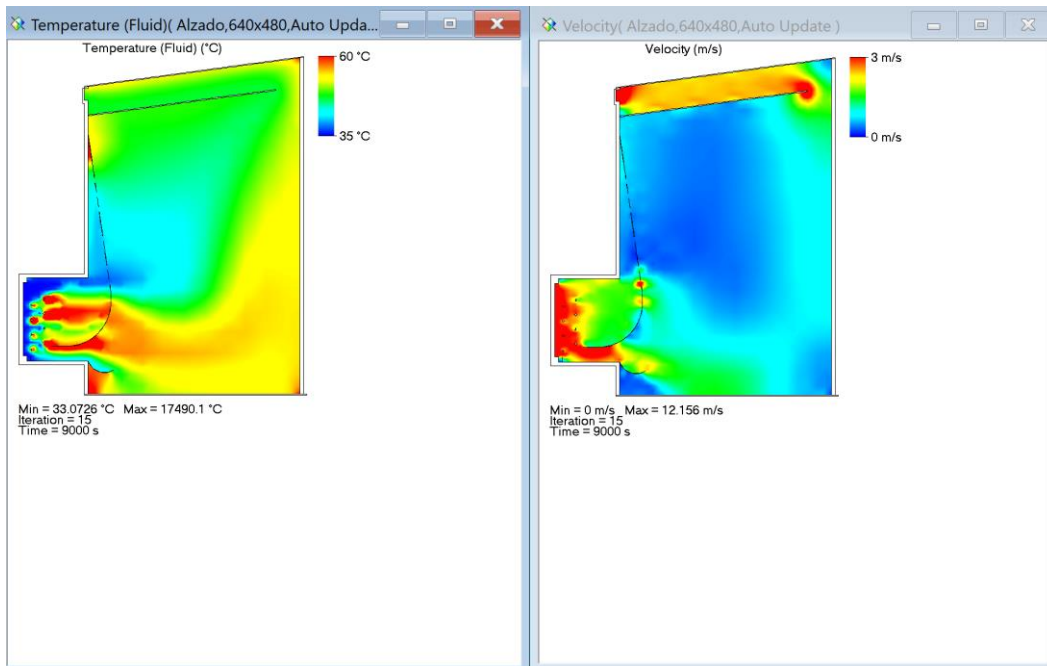 Temperature (Fluid)( Alzado,640x480,Auto Upda...
Temperature (Fluid) (°C)
60 °C
35 °C
Min = 33.0726 °C Max = 17490.1 °C
Iteration = 15
Time = 9000 s
Velocity( Alzado,640x480,Auto Update )
Velocity (m/s)
3 m/s
0 m/s
Min = 0 m/s Max = 12.156 m/s
Iteration = 15
Time = 9000 s